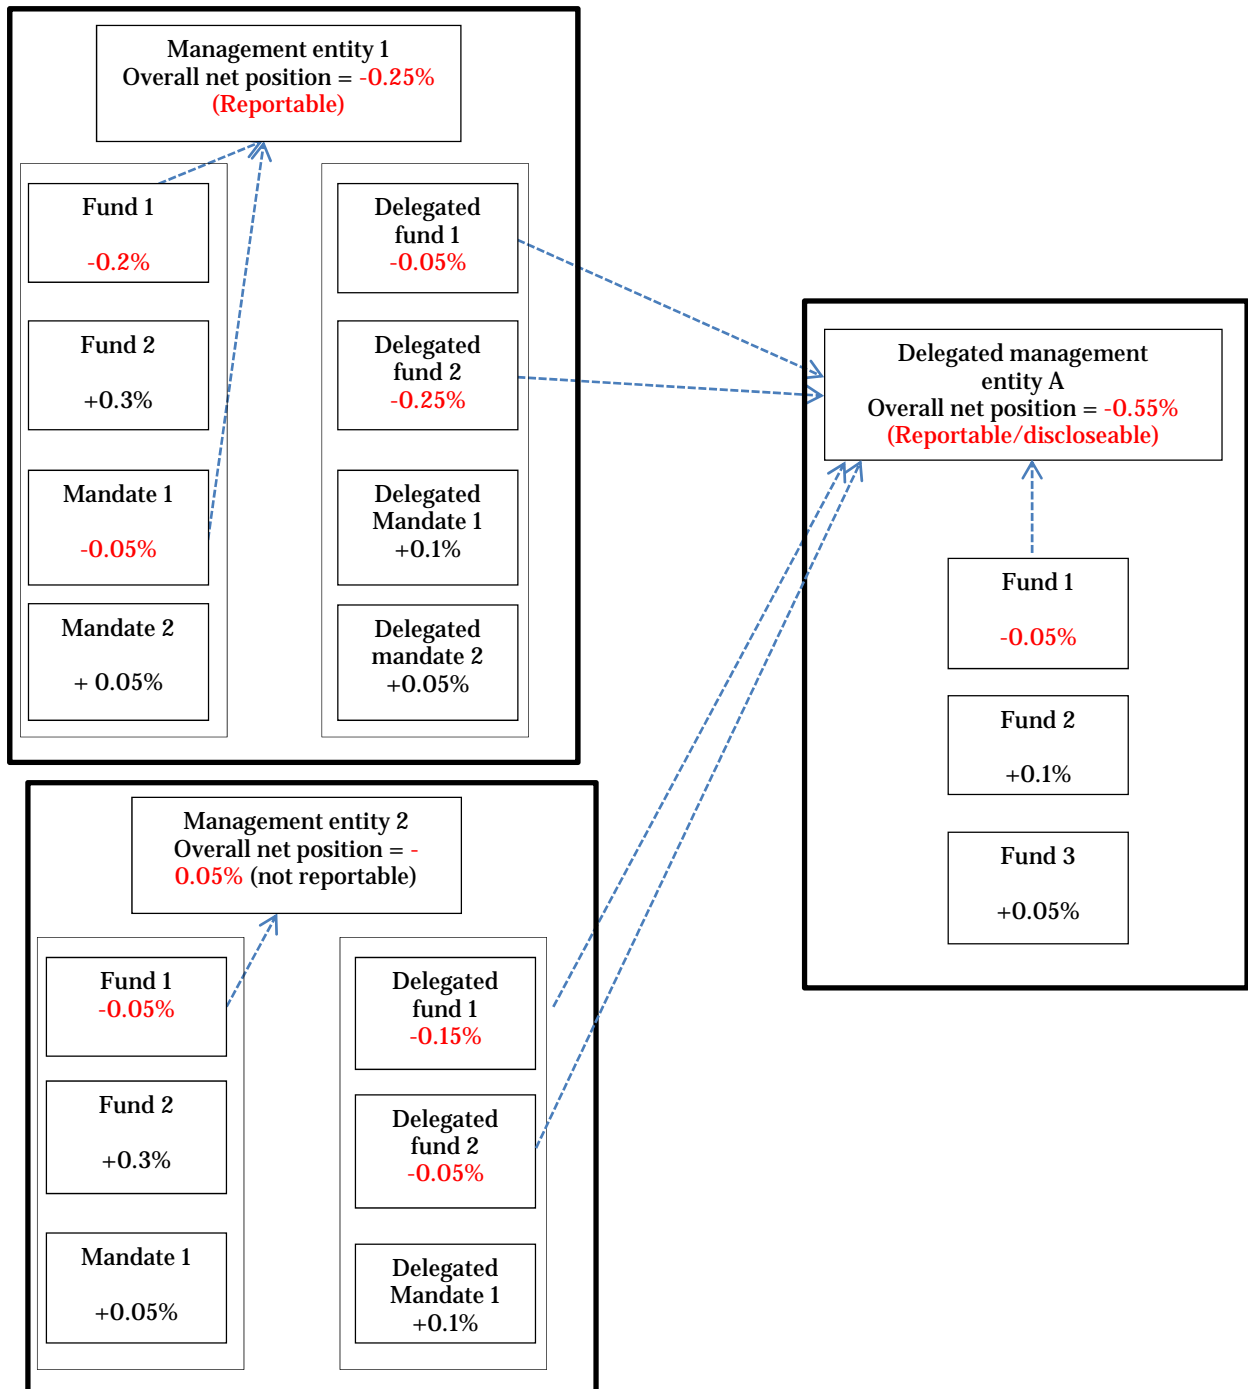 Management entity 1
Overall net position = -0.25%
(Reportable)
Fund 1
-0.2%
Fund 2
+0.3%
Mandate 1
-0.05%
Mandate 2
+ 0.05%
Delegated
fund 1
-0.05%
Delegated
fund 2
-0.25%
Delegated
Mandate 1
+0.1%
Delegated
mandate 2
+0.05%
Delegated management
entity A
Overall net position = -0.55%
(Reportable/discloseable)
Fund 1
-0.05%
Fund 2
+0.1%
Fund 3
+0.05%
Management entity 2
Overall net position = -
0.05% (not reportable)
Fund 1
-0.05%
Fund 2
+0.3%
Mandate 1
+0.05%
Delegated
fund 1
-0.15%
Delegated
fund 2
-0.05%
Delegated
Mandate 1
+0.1%